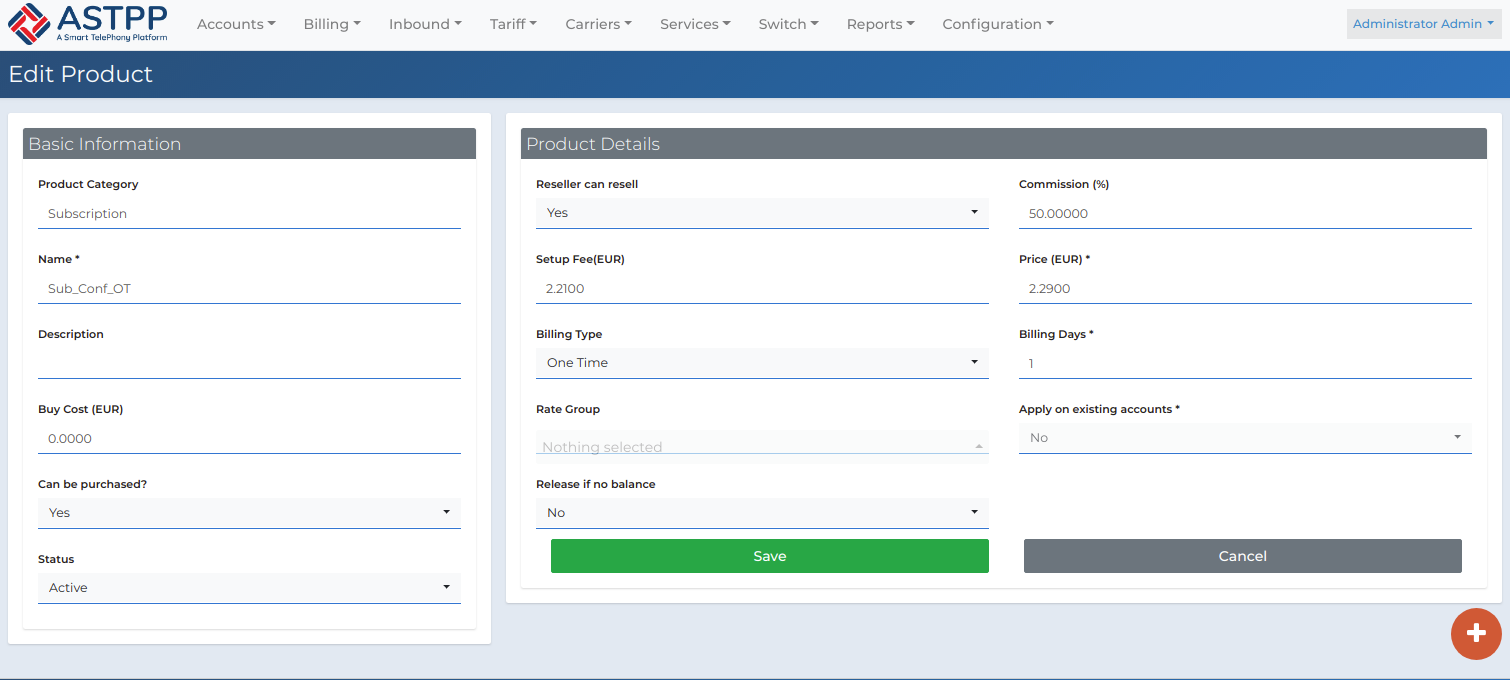 ASTPP
A Smart TelePhony Platform
Accounts Billing Inbound Tariff Carriers Services Switch Reports Configuration
Administrator Admin
Edit Product
Basic Information
Product Category
Subscription
Name *
Sub_Conf_OT
Description
Buy Cost (EUR)
0.0000
Can be purchased?
Yes
Status
Active
Product Details
Reseller can resell
Yes
Commission (%)
50.00000
Setup Fee(EUR)
2.2100
Price (EUR) *
2.2900
Billing Type
One Time
Billing Days *
1
Rate Group
Nothing selected
Apply on existing accounts *
No
Release if no balance
No
Save
Cancel